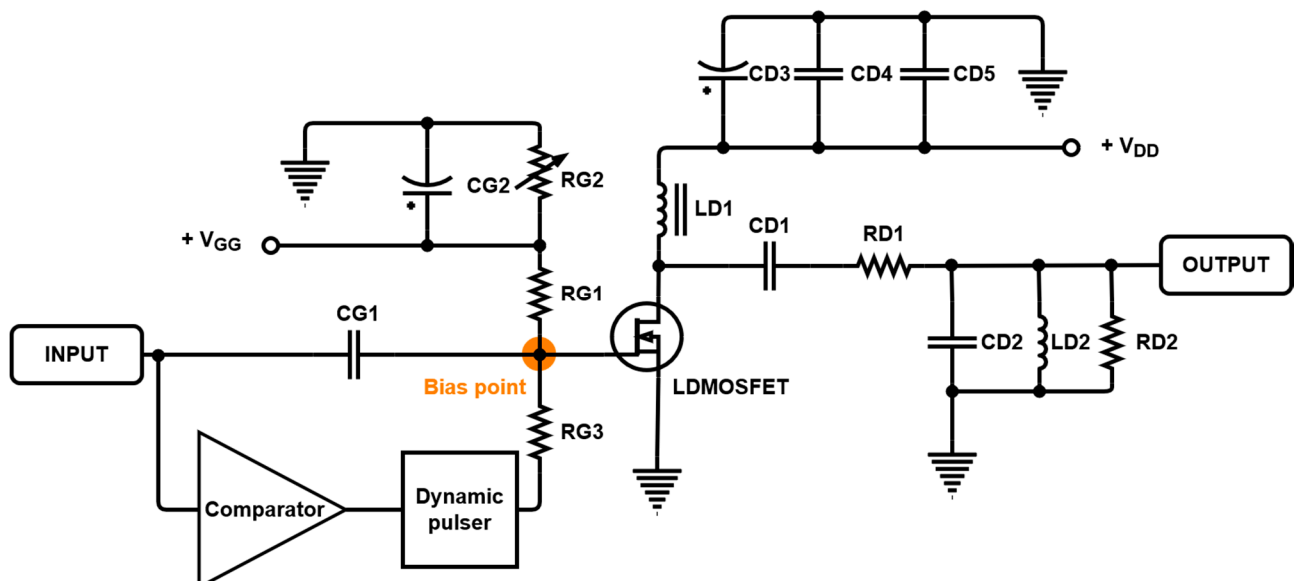 CD3
CD4
CD5
+ VDD
CG2
RG2
LD1
+ VGG
CD1
RD1
OUTPUT
RG1
CG1
INPUT
CD2
LD2
RD2
Bias point
LDMOSFET
RG3
Comparator
Dynamic
pulser